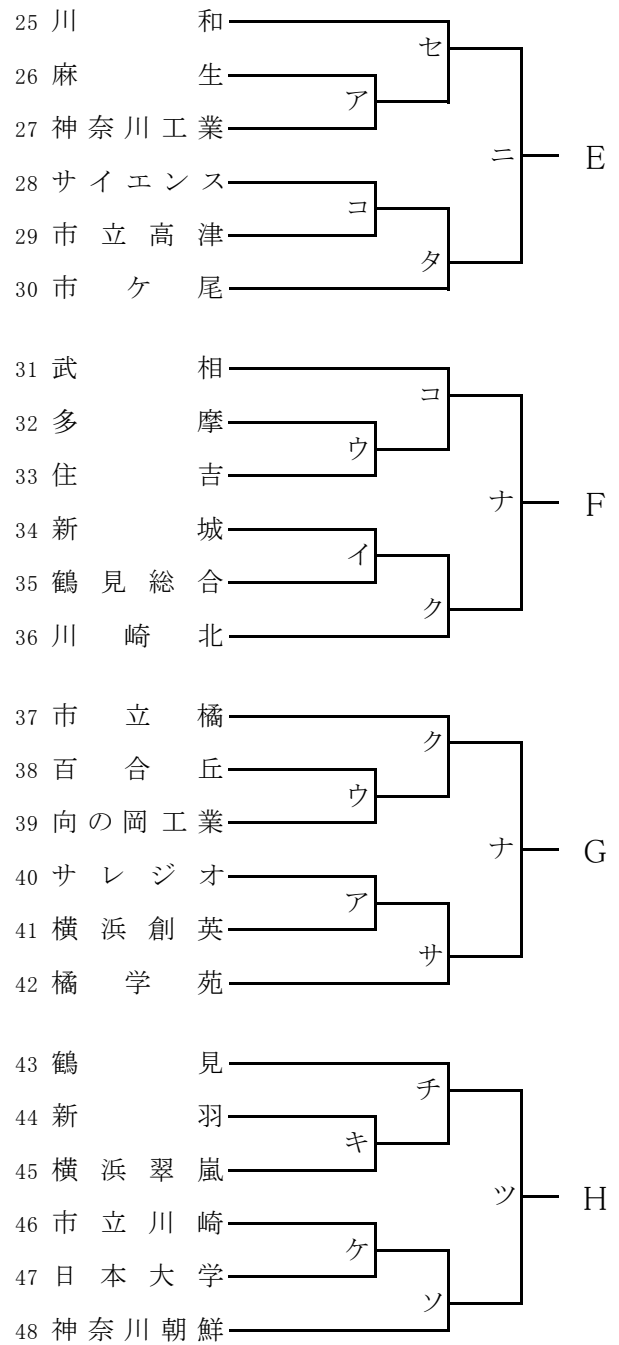 25 川和
セ
26 麻生
ア
27 神奈川工業
ニ E
28 サイエンス
コ
29 市立高津
タ
30 市ケ尾
31 武相
コ
32 多摩
ウ
33 住吉
ナ F
34 新城
イ
35 鶴見総合
ク
36 川崎北
37 市立橘
ク
38 百合丘
ウ
39 向の岡工業
ナ G
40 サレジオ
ア
41 横浜創英
サ
42 橘学苑
43 鶴見
チ
44 新羽
キ
45 横浜翠嵐
ツ H
46 市立川崎
ケ
47 日本大学
ソ
48 神奈川朝鮮